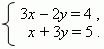 3x − 2y = 4 ,
x + 3y = 5 .